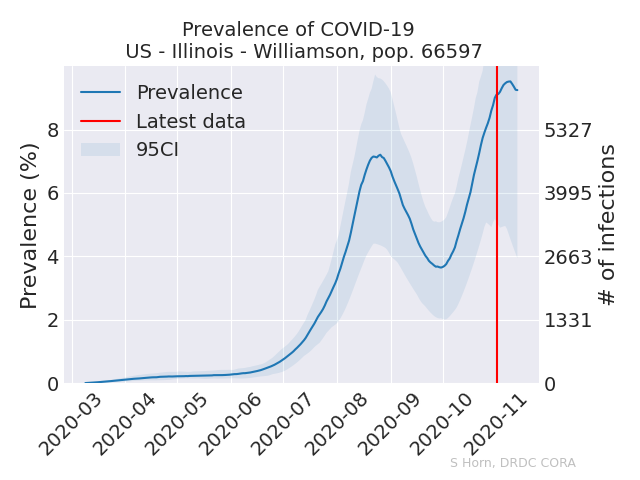 Prevalence of COVID-19
US - Illinois - Williamson, pop. 66597
Prevalence
Latest data
95CI
Prevalence (%)
8
6
4
2
0
5327
3995
2663
1331
0
# of infections
2020-03
2020-04
2020-05
2020-06
2020-07
2020-08
2020-09
2020-10
2020-11
S Horn, DRDC CORA